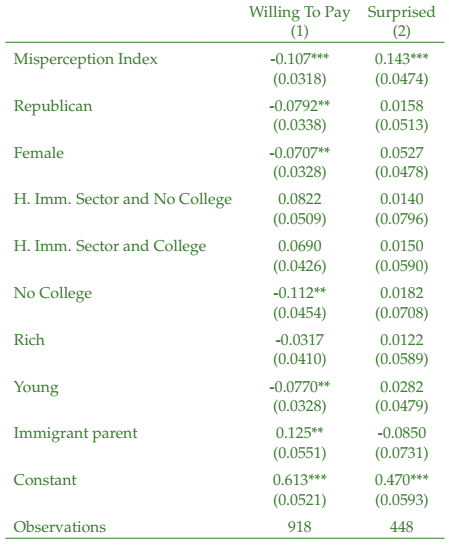 Willing To Pay Surprised
(1) (2)
Misperception Index -0.107*** 0.143***
(0.0318) (0.0474)
Republican -0.0792** 0.0158
(0.0338) (0.0513)
Female -0.0707** 0.0527
(0.0328) (0.0478)
H. Imm. Sector and No College 0.0822 0.0140
(0.0509) (0.0796)
H. Imm. Sector and College 0.0690 0.0150
(0.0426) (0.0590)
No College -0.112** 0.0182
(0.0454) (0.0708)
Rich -0.0317 0.0122
(0.0410) (0.0589)
Young -0.0770** 0.0282
(0.0328) (0.0479)
Immigrant parent 0.125** -0.0850
(0.0551) (0.0731)
Constant 0.613*** 0.470***
(0.0521) (0.0593)
Observations 918 448